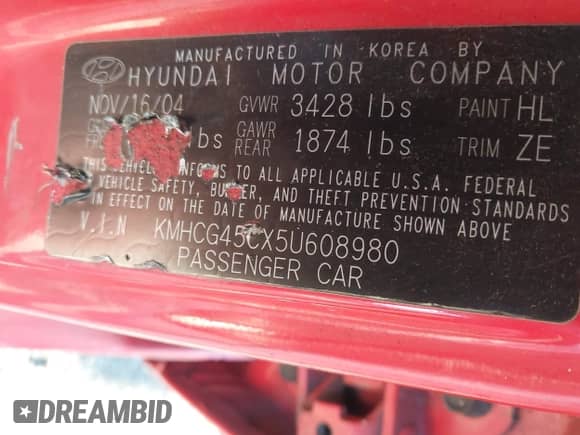 MANUFACTURED IN KOREA BY
HYUNDAI MOTOR COMPANY
NOV/16/04 GVWR 3428 lbs PAINT HL
GAWR
REAR 1874 lbs TRIM ZE
THIS VEHICLE CONFORMS TO ALL APPLICABLE U.S.A. FEDERAL
VEHICLE SAFETY, BUMPER, AND THEFT PREVENTION STANDARDS
IN EFFECT ON THE DATE OF MANUFACTURE SHOWN ABOVE
V.I.N KMHCG45CX5U608980
PASSENGER CAR
DREAMBID